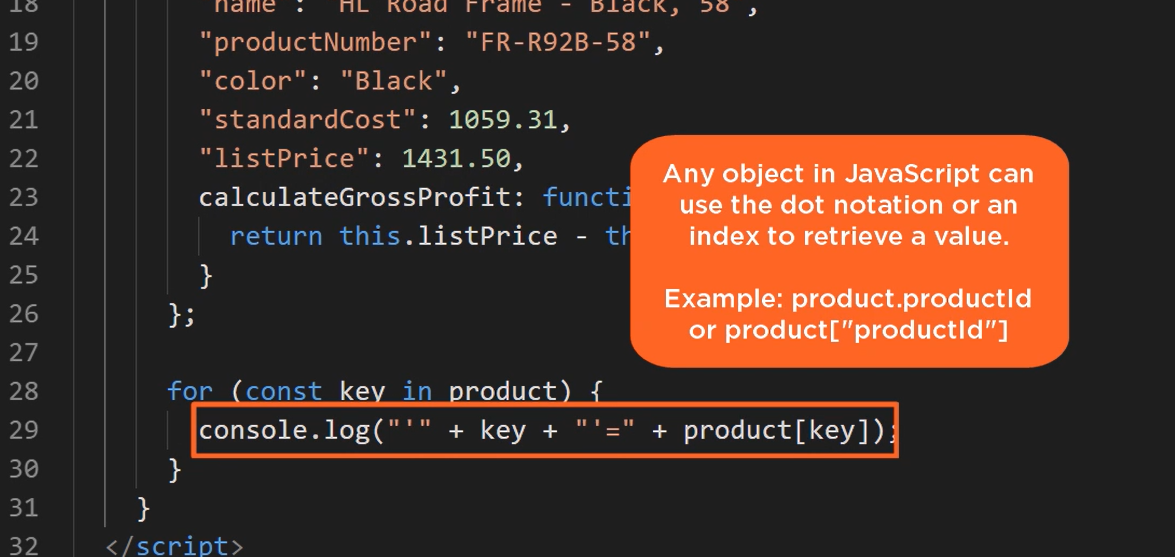 18 "name": "HL Road Frame - Black, 58",
19 "productNumber": "FR-R92B-58",
20 "color": "Black",
21 "standardCost": 1059.31,
22 "listPrice": 1431.50,
23 calculateGrossProfit: functi
24 return this.listPrice - th
25 }
26 };
27
28 for (const key in product) {
29 console.log("'" + key + "'=" + product[key]);
30 }
31 }
32 </script>
Any object in JavaScript can
use the dot notation or an
index to retrieve a value.
Example: product.productId
or product["productId"]